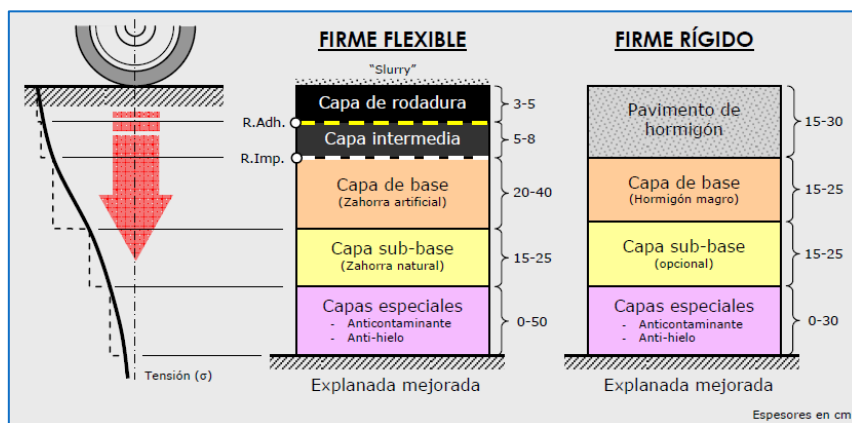 FIRME FLEXIBLE
"Slurry"
Capa de rodadura
3-5
R.Adh.
Capa intermedia
5-8
R.Imp.
Capa de base
(Zahorra artificial)
20-40
Capa sub-base
(Zahorra natural)
15-25
Capas especiales
- Anticontaminante
- Anti-hielo
0-50
Tensión (σ)
Explanada mejorada
FIRME RÍGIDO
Pavimento de
hormigón
15-30
Capa de base
(Hormigón magro)
15-25
Capa sub-base
(opcional)
15-25
Capas especiales
- Anticontaminante
- Anti-hielo
0-30
Explanada mejorada
Espesores en cm